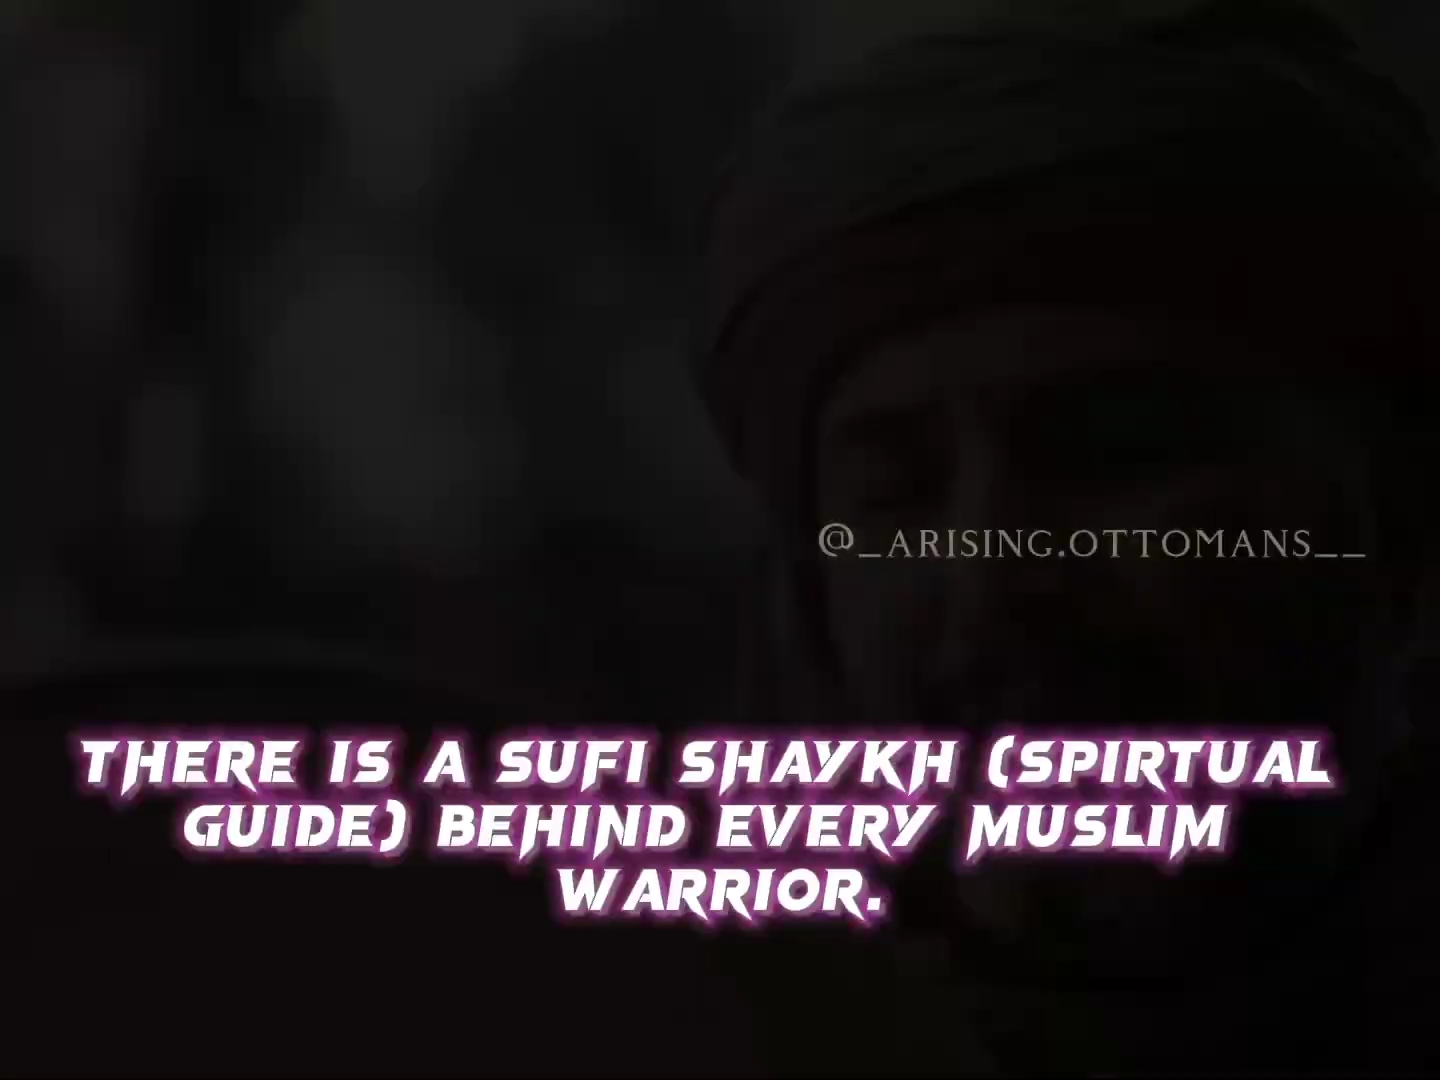 @_ARISING.OTTOMANS__
THERE IS A SUFI SHAYKH (SPIRTUAL
GUIDE) BEHIND EVERY MUSLIM
WARRIOR.